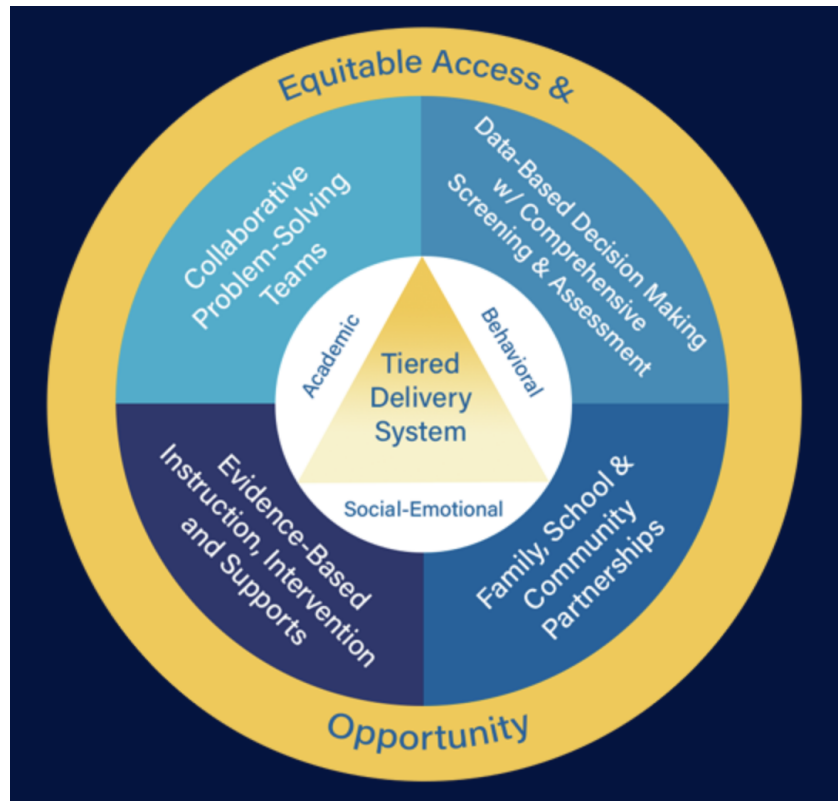 Equitable Access &
Collaborative
Problem-Solving
Teams
Data-Based Decision Making
w/ Comprehensive
Screening & Assessment
Academic
Behavioral
Tiered
Delivery
System
Social-Emotional
Evidence-Based
Instruction, Intervention
and Supports
Family, School &
Community
Partnerships
Opportunity